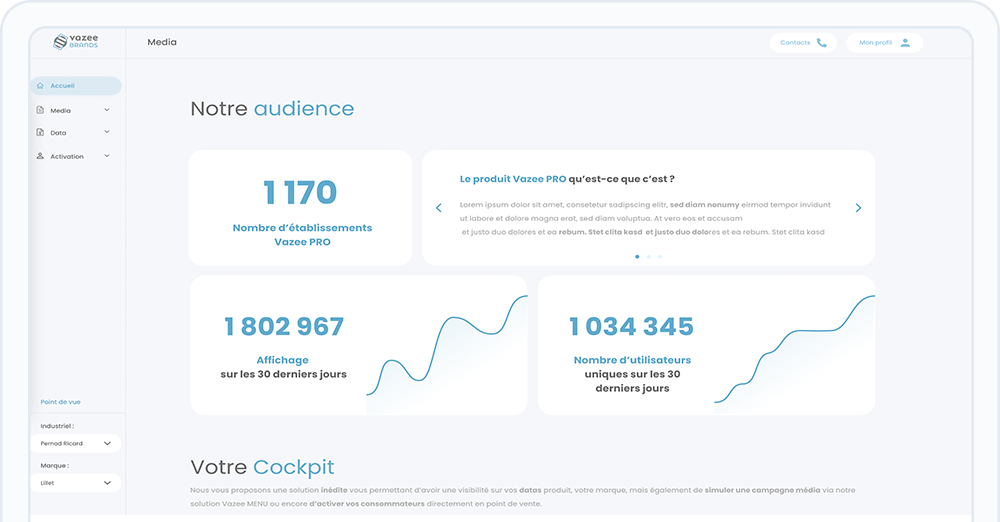 vazee
BRANDS
Media
Contacts
Mon profil
Accueil
Media
Data
Activation
Point de vue
Industriel :
Pernod Ricard
Marque :
Lillet
Notre audience
1 170
Nombre d'établissements
Vazee PRO
Le produit Vazee PRO qu'est-ce que c'est ?
Lorem ipsum dolor sit amet, consetetur sadipscing elitr, sed diam nonumy eirmod tempor invidunt
ut labore et dolore magna erat, sed diam voluptua. At vero eos et accusam
et justo duo dolores et ea rebum. Stet clita kasd et justo duo dolores et ea rebum. Stet clita kasd
1 802 967
Affichage
sur les 30 derniers jours
1 034 345
Nombre d'utilisateurs
uniques sur les 30
derniers jours
Votre Cockpit
Nous vous proposons une solution inédite vous permettant d'avoir une visibilité sur vos datas produit, votre marque, mais également de simuler une campagne média via notre
solution Vazee MENU ou encore d'activer vos consommateurs directement en point de vente.